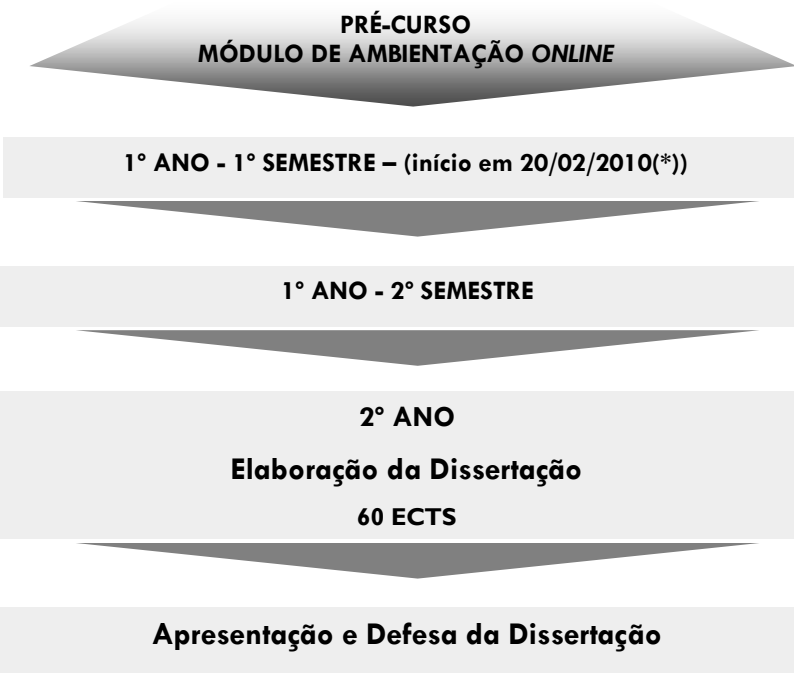 PRÉ-CURSO
MÓDULO DE AMBIENTAÇÃO ONLINE
1º ANO - 1º SEMESTRE – (início em 20/02/2010(*))
1º ANO - 2º SEMESTRE
2º ANO
Elaboração da Dissertação
60 ECTS
Apresentação e Defesa da Dissertação